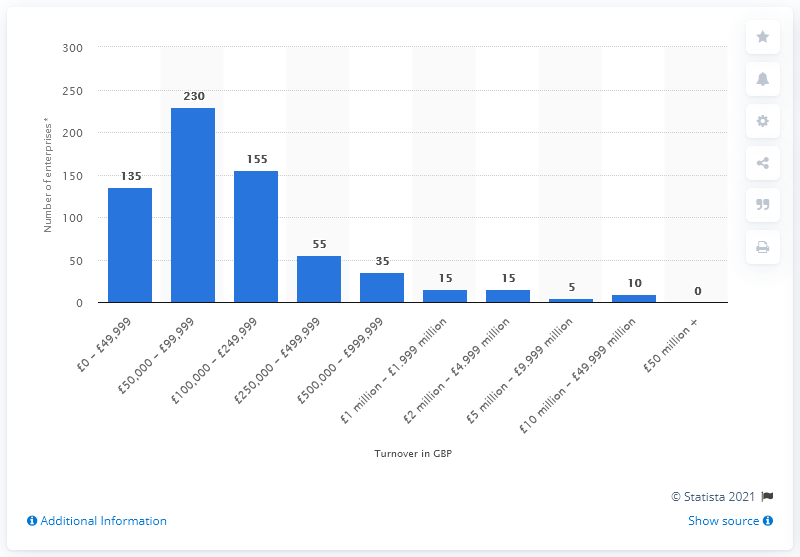 300
250
200
150
100
50
0
Number of enterprises*
135
230
155
55
35
15
15
5
10
0
£0 – £49,999
£50,000 – £99,999
£100,000 – £249,999
£250,000 – £499,999
£500,000 – £999,999
£1 million – £1.999 million
£2 million – £4.999 million
£5 million – £9.999 million
£10 million – £49.999 million
£50 million +
Turnover in GBP
© Statista 2021
Additional Information
Show source